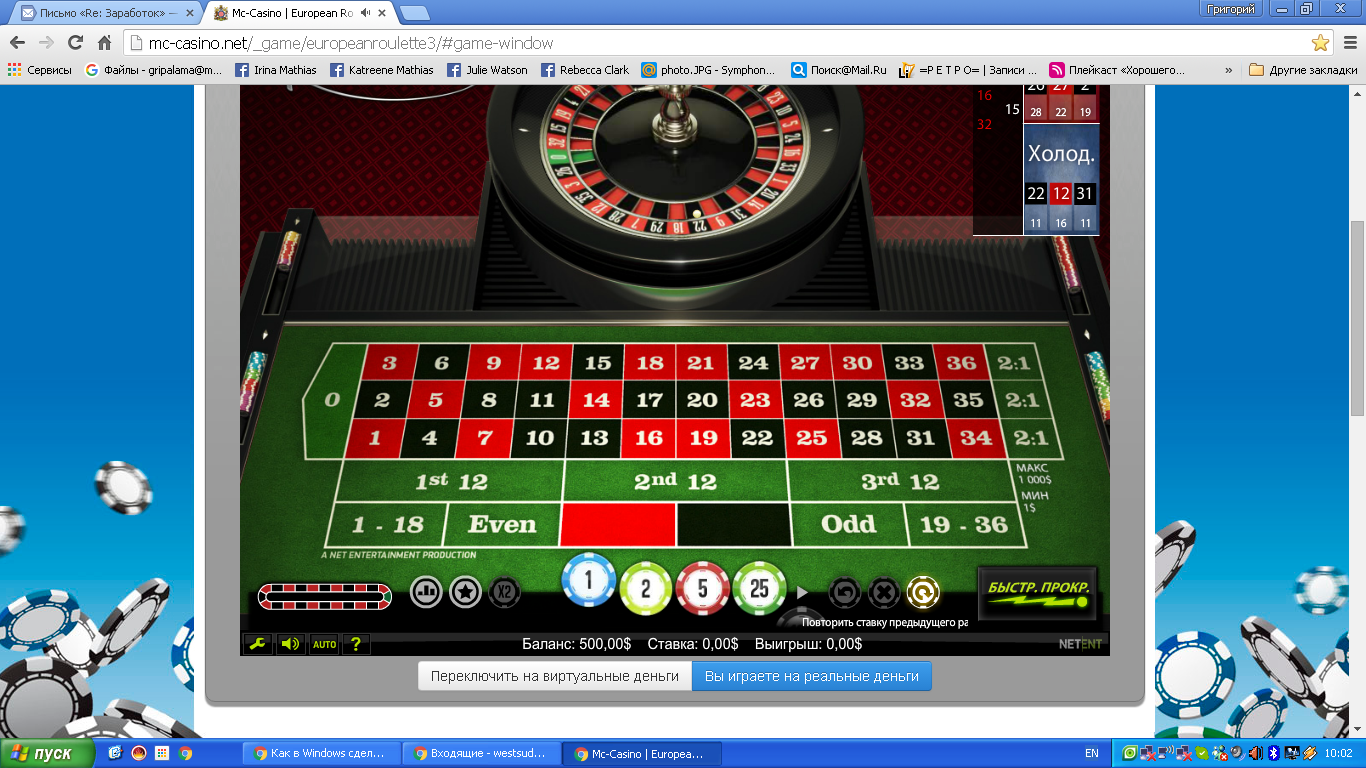 Григорий
Письмо «Re: Заработок» —
Mc-Casino | European Ro
mc-casino.net/_game/europeanroulette3/#game-window
Сервисы
Файлы - gripalama@m...
Irina Mathias
Katreene Mathias
Julie Watson
Rebecca Clark
photo.JPG - Symphon...
Поиск@Mail.Ru
=Р Е Т Р О= | Записи ...
Плейкаст «Хорошего...
»
Другие закладки
16
15
32
26 27 2
28 22 19
Холод.
22 12 31
11 16 11
3 6 9 12 15 18 21 24 27 30 33 36 2:1
0 2 5 8 11 14 17 20 23 26 29 32 35 2:1
1 4 7 10 13 16 19 22 25 28 31 34 2:1
1st 12 2nd 12 3rd 12
МАКС
1 000$
МИН
1$
1 - 18 Even Odd 19 - 36
A NET ENTERTAINMENT PRODUCTION
X2
1 2 5 25
БЫСТР. ПРОКР.
Повторить ставку предыдущего ра
AUTO ?
Баланс: 500,00$ Ставка: 0,00$ Выигрыш: 0,00$
NETENT
Переключить на виртуальные деньги
Вы играете на реальные деньги
пуск
Как в Windows сдел...
Входящие - westsud...
Mc-Casino | Europea...
EN
10:02